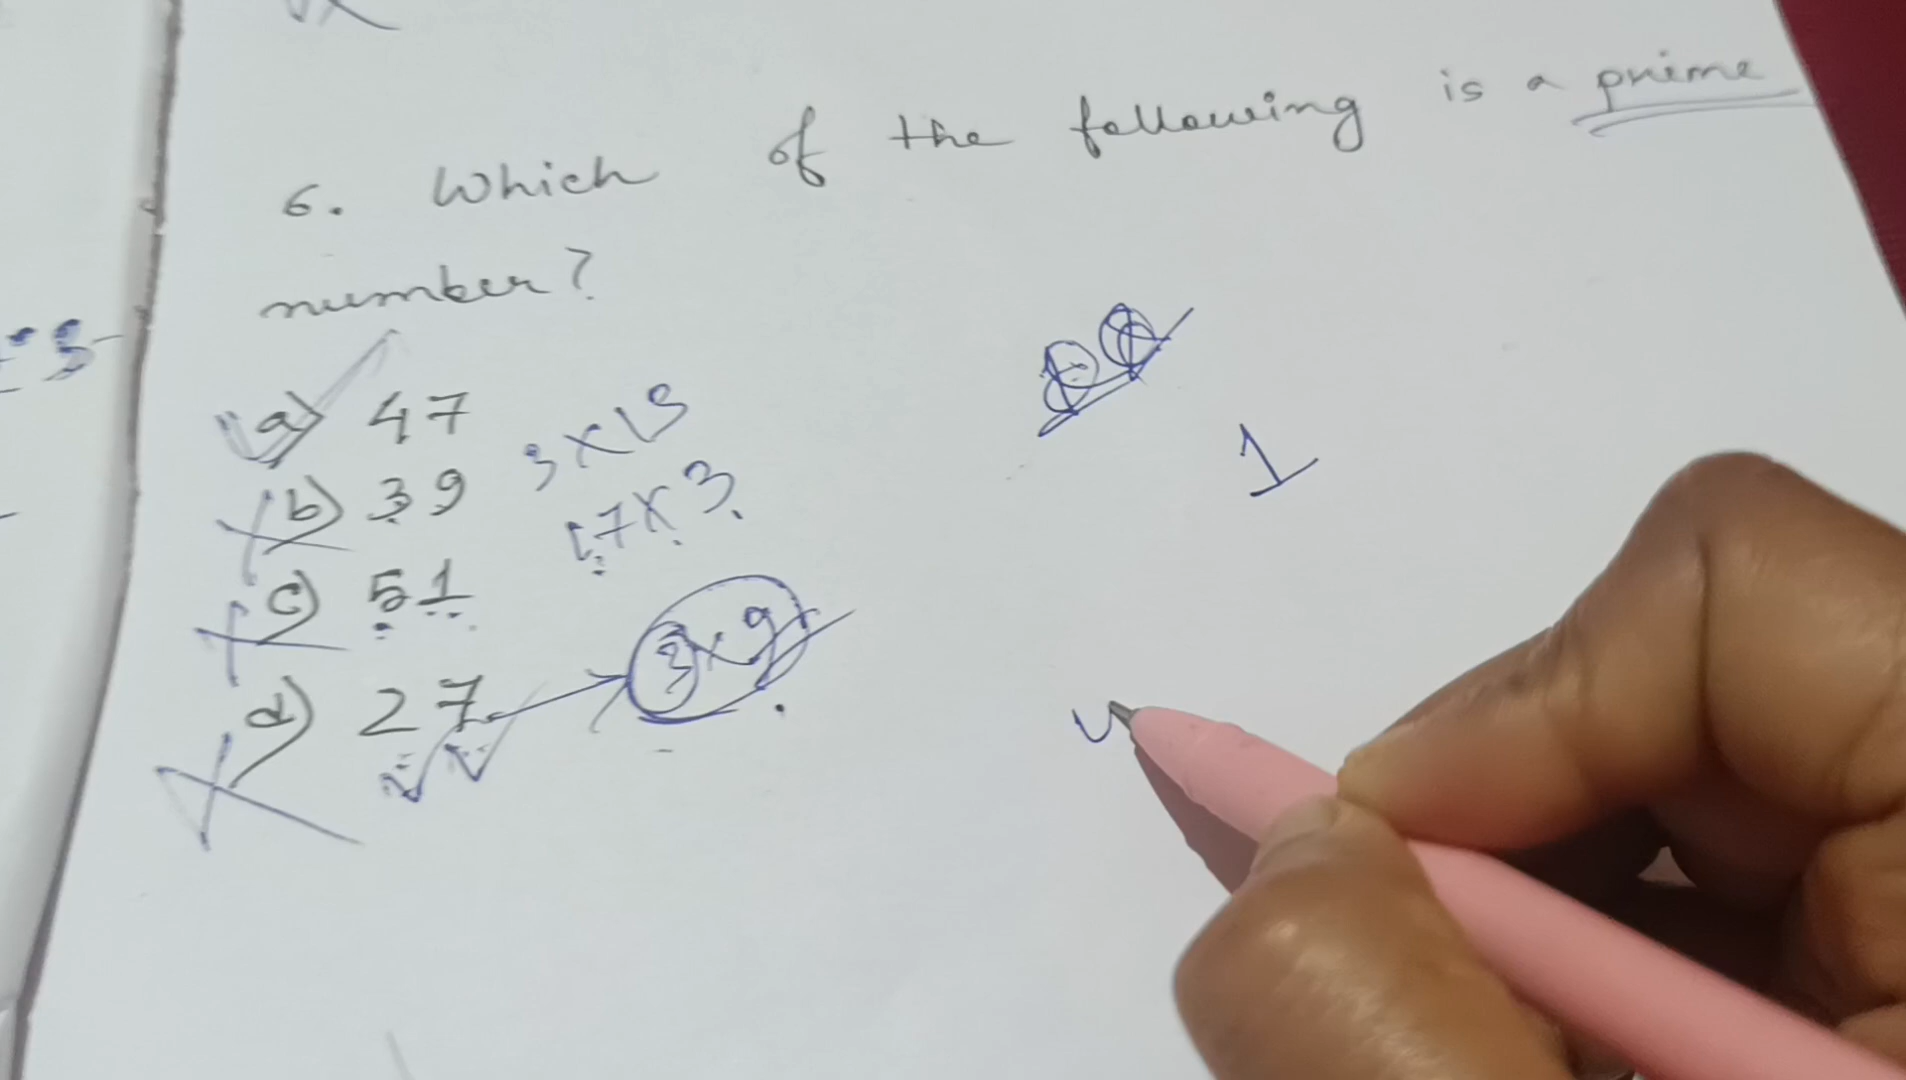 6. Which of the following is a prime
number?
a) 47
3 x 13
b) 39
17 x 3
c) 51
d) 27 → 3 x 9
1